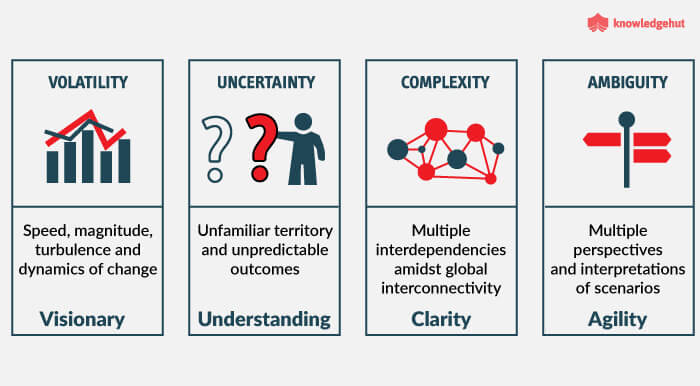 knowledgehut
VOLATILITY
Speed, magnitude,
turbulence and
dynamics of change
Visionary
UNCERTAINTY
? ?
Unfamiliar territory
and unpredictable
outcomes
Understanding
COMPLEXITY
Multiple
interdependencies
amidst global
interconnectivity
Clarity
AMBIGUITY
Multiple
perspectives
and interpretations
of scenarios
Agility